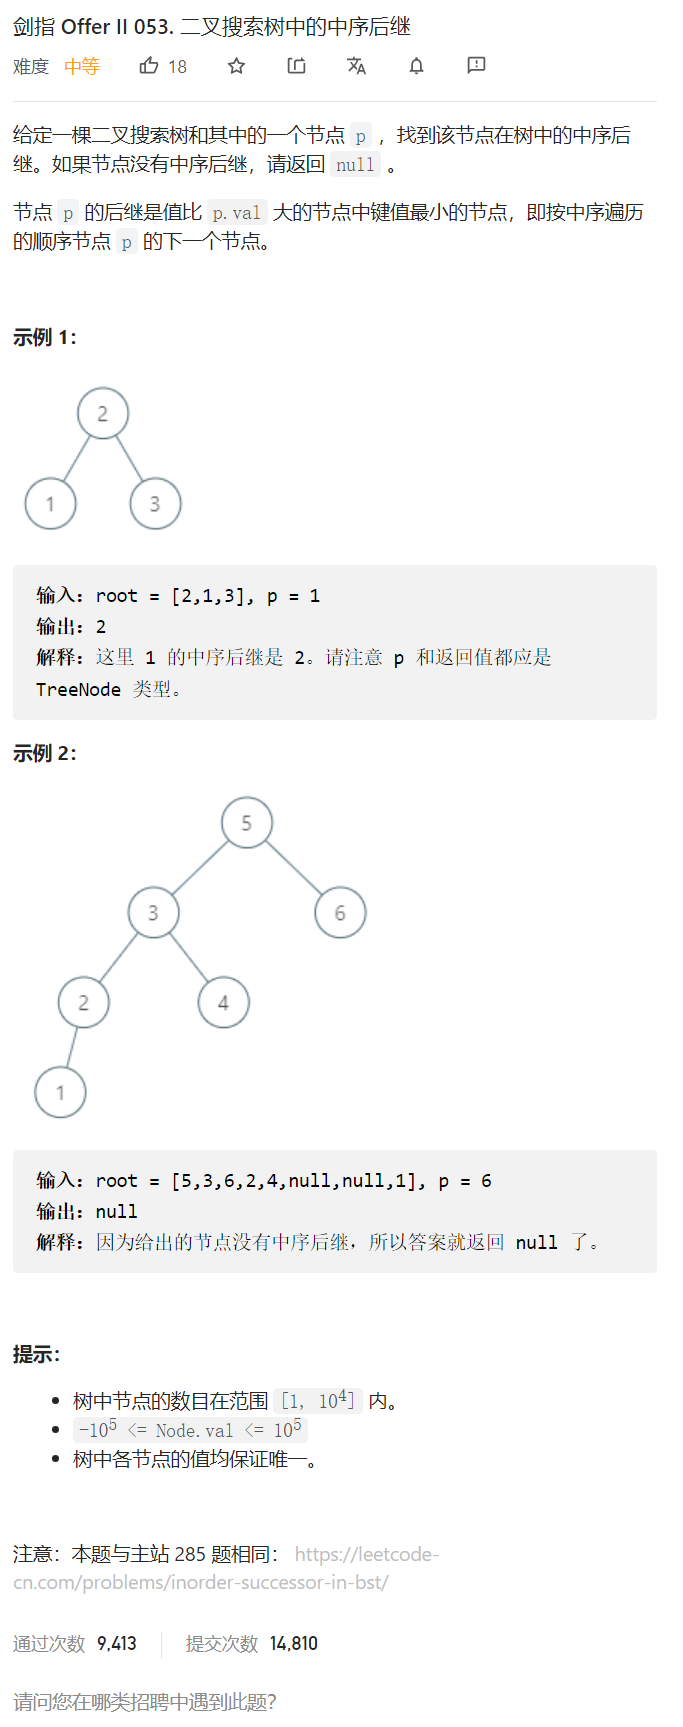 剑指 Offer II 053. 二叉搜索树中的中序后继
难度 中等 18
给定一棵二叉搜索树和其中的一个节点 p ，找到该节点在树中的中序后
继。如果节点没有中序后继，请返回 null 。
节点 p 的后继是值比 p.val 大的节点中键值最小的节点，即按中序遍历
的顺序节点 p 的下一个节点。
示例 1：
2
1 3
输入：root = [2,1,3], p = 1
输出：2
解释：这里 1 的中序后继是 2。请注意 p 和返回值都应是
TreeNode 类型。
示例 2：
5
3 6
2 4
1
输入：root = [5,3,6,2,4,null,null,1], p = 6
输出：null
解释：因为给出的节点没有中序后继，所以答案就返回 null 了。
提示：
• 树中节点的数目在范围 [1, 10⁴] 内。
• -10⁵ <= Node.val <= 10⁵
• 树中各节点的值均保证唯一。
注意：本题与主站 285 题相同： https://leetcode-
cn.com/problems/inorder-successor-in-bst/
通过次数 9,413 提交次数 14,810
请问您在哪类招聘中遇到此题？